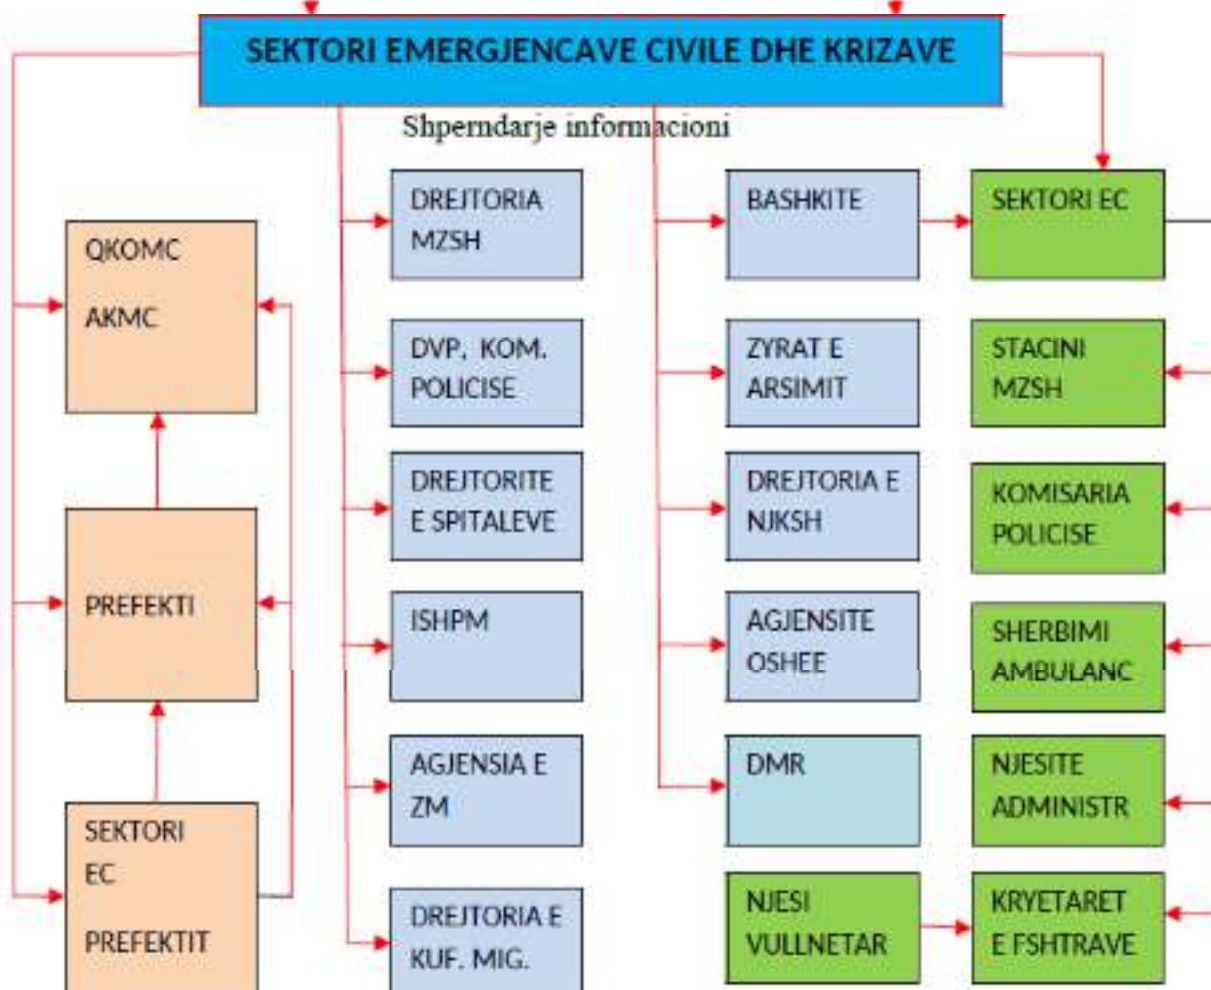 SEKTORI EMERGJENCAVE CIVILE DHE KRIZAVE
Shperndarje informacioni
QKOMC
AKMC
PREFEKTI
SEKTORI
EC
PREFEKTIT
DREJTORIA
MZSH
DVP, KOM.
POLICISE
DREJTORITE
E SPITALEVE
ISHPM
AGJENSIA E
ZM
DREJTORIA E
KUF. MIG.
BASHKITE
ZYRAT E
ARSIMIT
DREJTORIA E
NJKSH
AGJENSITE
OSHEE
DMR
NJESI
VULLNETAR
SEKTORI EC
STACINI
MZSH
KOMISARIA
POLICISE
SHERBIMI
AMBULANC
NJESITE
ADMINISTR
KRYETARET
E FSHTRAVE